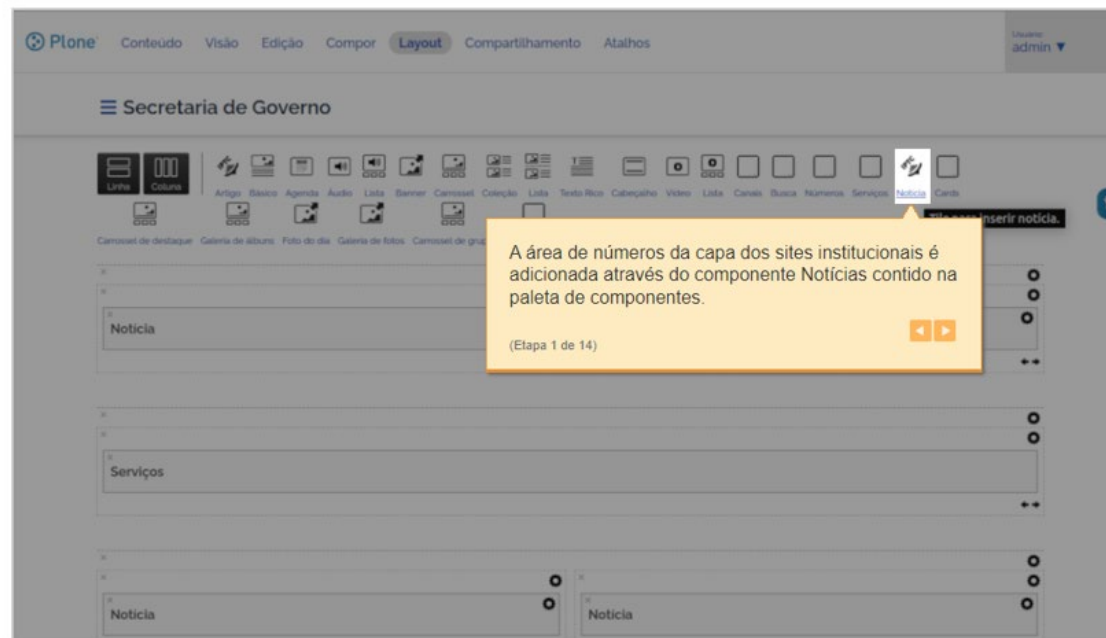 Plone
Conteúdo Visão Edição Compor Layout Compartilhamento Atalhos
Usuário
admin ▼
Secretaria de Governo
Linha Coluna Artigo Básico Agenda Áudio Lista Banner Carrossel Coleção Lista Texto Rico Cabeçalho Vídeo Lista Canais Busca Números Serviços Notícia Cards
inserir notícia.
Carrossel de destaque Galeria de álbuns Foto do dia Galeria de fotos Carrossel de
A área de números da capa dos sites institucionais é
adicionada através do componente Notícias contido na
paleta de componentes.
(Etapa 1 de 14)
Notícia
Serviços
Notícia
Notícia